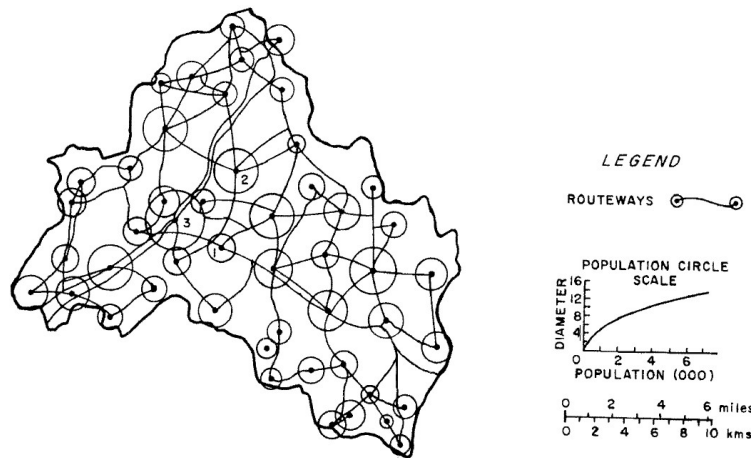 2
3
1
LEGEND
ROUTEWAYS
POPULATION CIRCLE
SCALE
DIAMETER
16
12
8
4
0
2 4 6
POPULATION (000)
0 2 4 6 miles
0 2 4 6 8 10 kms